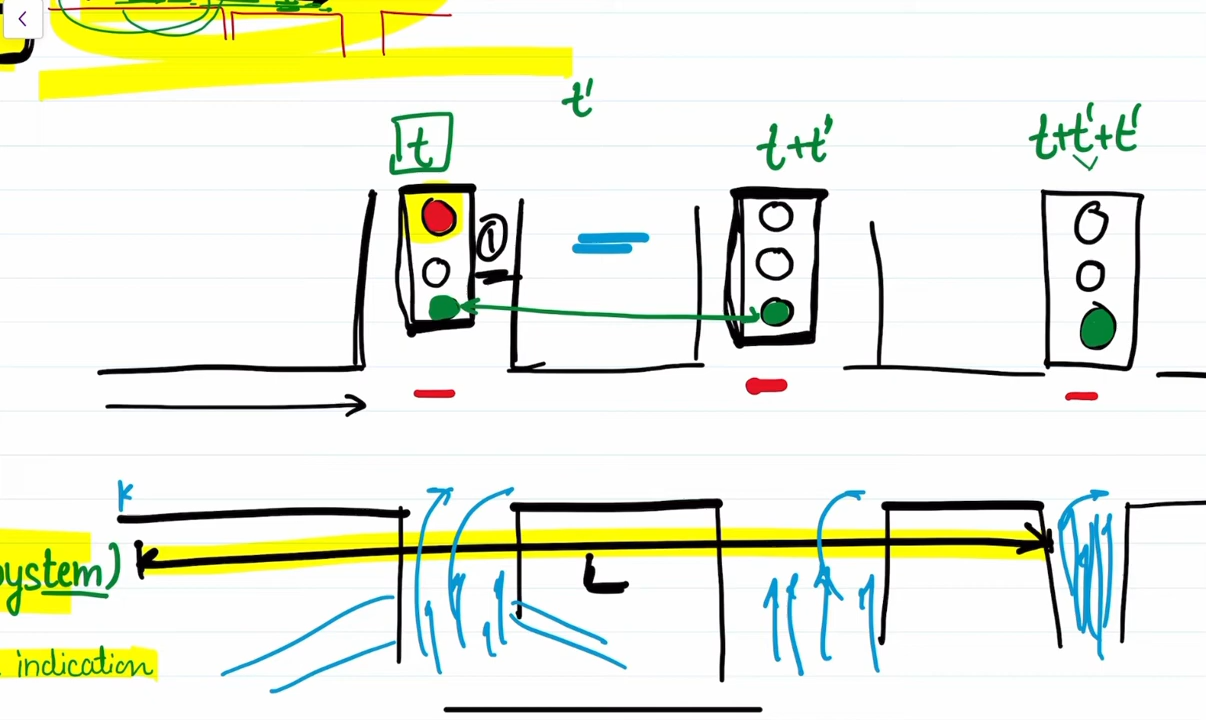 t'
t
t+t'
t+t'+t'
1
k
L
ystem)
indication